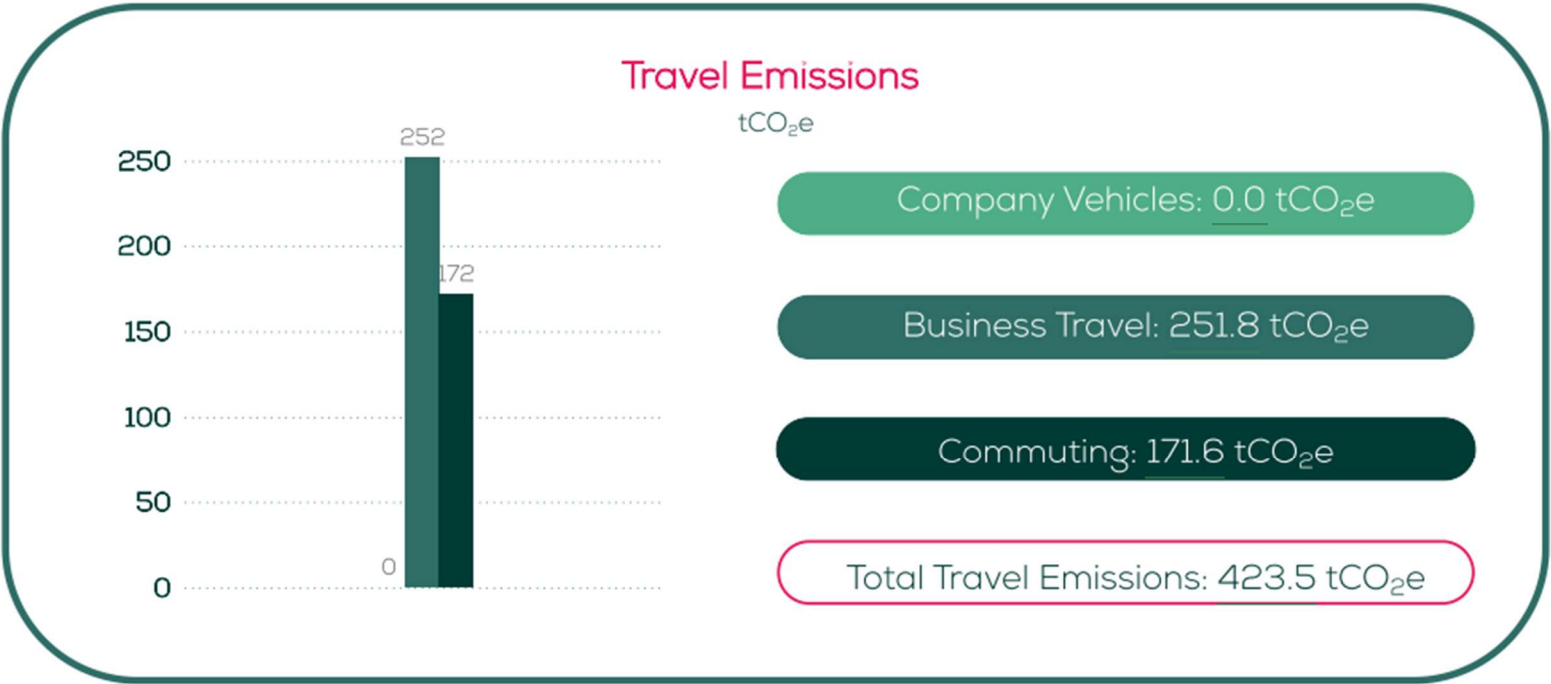 Travel Emissions
tCO₂e
252
250
200
172
150
100
50
0
0
Company Vehicles: 0.0 tCO₂e
Business Travel: 251.8 tCO₂e
Commuting: 171.6 tCO₂e
Total Travel Emissions: 423.5 tCO₂e